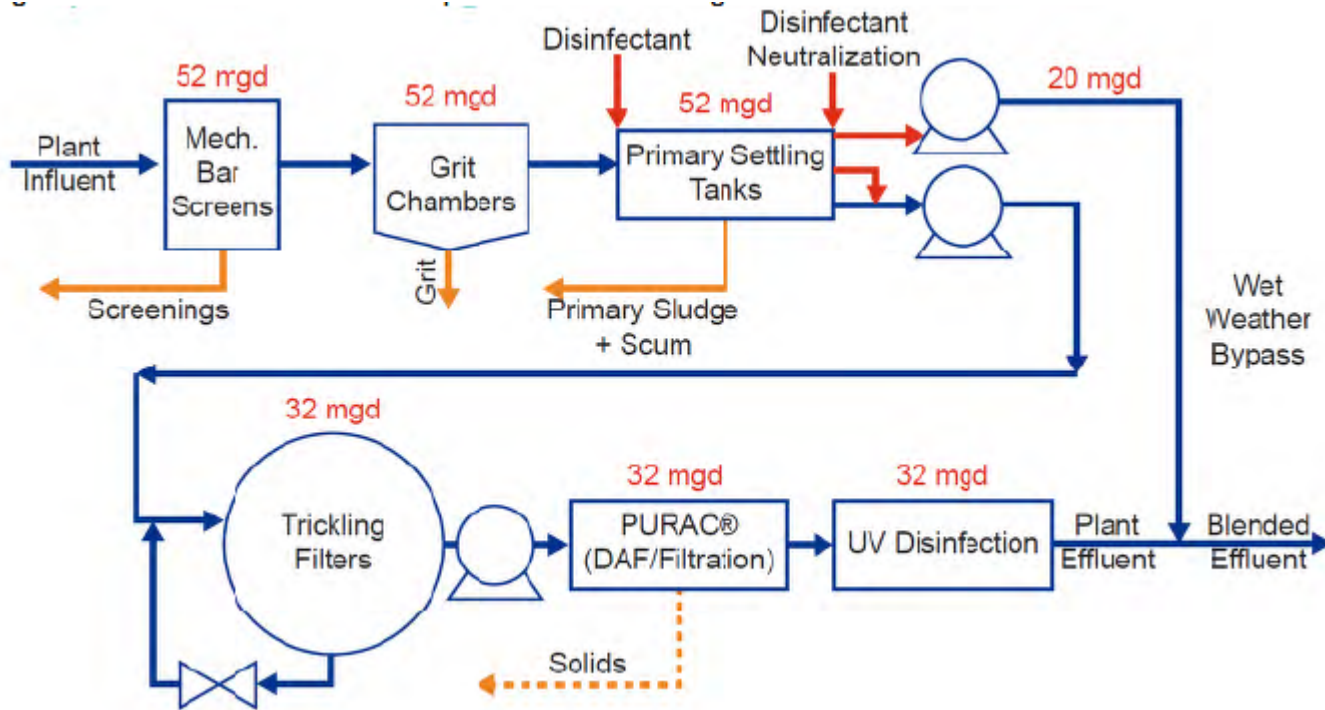 Disinfectant
Disinfectant
Neutralization
52 mgd
52 mgd
52 mgd
20 mgd
Plant
Influent
Mech.
Bar
Screens
Grit
Chambers
Primary Settling
Tanks
Screenings
Grit
Primary Sludge
+ Scum
Wet
Weather
Bypass
32 mgd
32 mgd
32 mgd
Trickling
Filters
PURAC®
(DAF/Filtration)
UV Disinfection
Plant
Effluent
Blended
Effluent
Solids